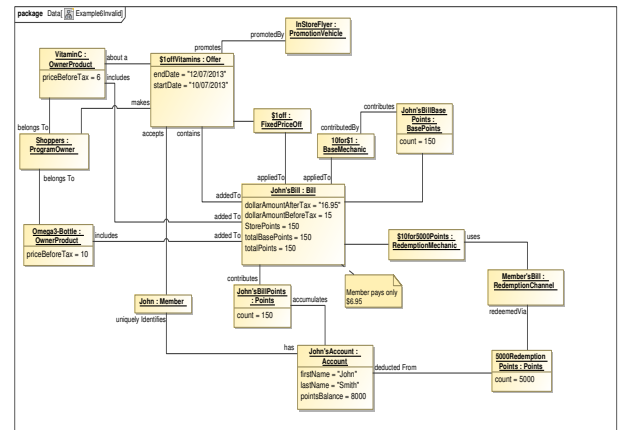 package Data[ Example6Invalid]
InStoreFlyer :
PromotionVehicle
promotedBy
promotes
VitaminC :
OwnerProduct
priceBeforeTax = 6
about a
includes
$1offVitamins : Offer
endDate = "12/07/2013"
startDate = "10/07/2013"
makes
accepts
contains
$1off :
FixedPriceOff
contributes
John'sBillBase
Points :
BasePoints
count = 150
contributedBy
10for$1 :
BaseMechanic
belongs To
Shoppers :
ProgramOwner
belongs To
appliedTo
appliedTo
addedTo
John'sBill : Bill
dollarAmountAfterTax = "16.95"
dollarAmountBeforeTax = 15
StorePoints = 150
totalBasePoints = 150
totalPoints = 150
added To
added To
Omega3-Bottle :
OwnerProduct
priceBeforeTax = 10
includes
$10for5000Points :
RedemptionMechanic
uses
contributes
Member pays only
$6.95
Member'sBill :
RedemptionChannel
redeemedVia
John : Member
uniquely Identifies
John'sBillPoints
: Points
count = 150
accumulates
has
John'sAccount :
Account
firstName = "John"
lastName = "Smith"
pointsBalance = 8000
deducted From
5000Redemption
Points : Points
count = 5000